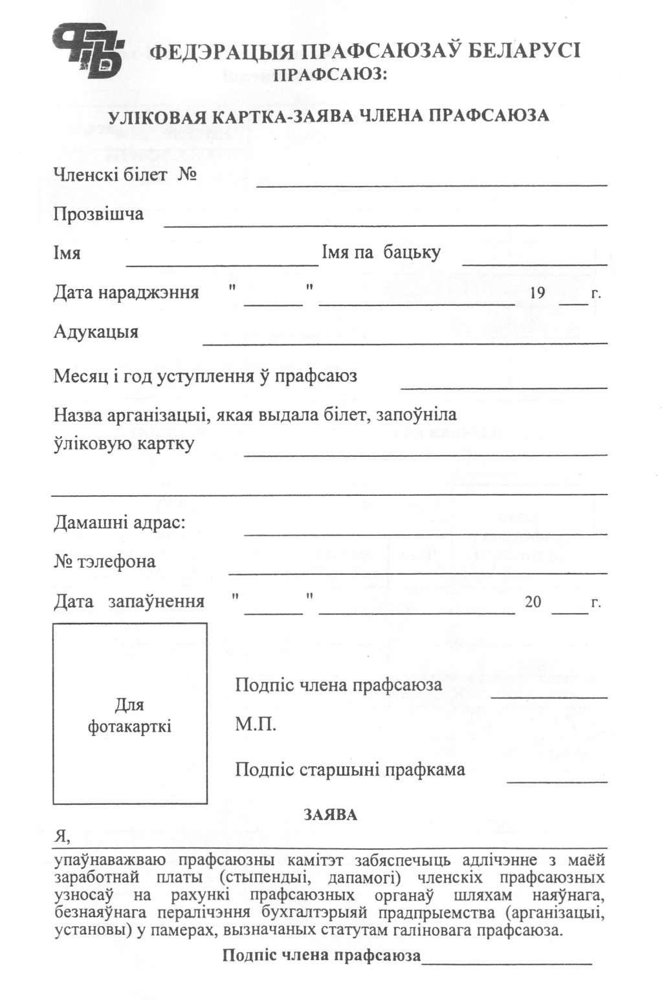 ФПБ
ФЕДЭРАЦЫЯ ПРАФСАЮЗАЎ БЕЛАРУСІ
ПРАФСАЮЗ:
УЛІКОВАЯ КАРТКА-ЗАЯВА ЧЛЕНА ПРАФСАЮЗА
Членскі білет №
Прозвішча
Імя Імя па бацьку
Дата нараджэння " " 19 г.
Адукацыя
Месяц і год уступлення ў прафсаюз
Назва арганізацыі, якая выдала білет, запоўніла
ўліковую картку
Дамашні адрас:
№ тэлефона
Дата запаўнення " " 20 г.
Для
фотакарткі
Подпіс члена прафсаюза
М.П.
Подпіс старшыні прафкама
ЗАЯВА
Я,
упаўнаважваю прафсаюзны камітэт забяспечыць адлічэнне з маёй
заработнай платы (стыпендыі, дапамогі) членскіх прафсаюзных
узносаў на рахункі прафсаюзных органаў шляхам наяўнага,
безнаяўнага пералічэння бухгалтэрыяй прадпрыемства (арганізацыі,
установы) у памерах, вызначаных статутам галіновага прафсаюза.
Подпіс члена прафсаюза